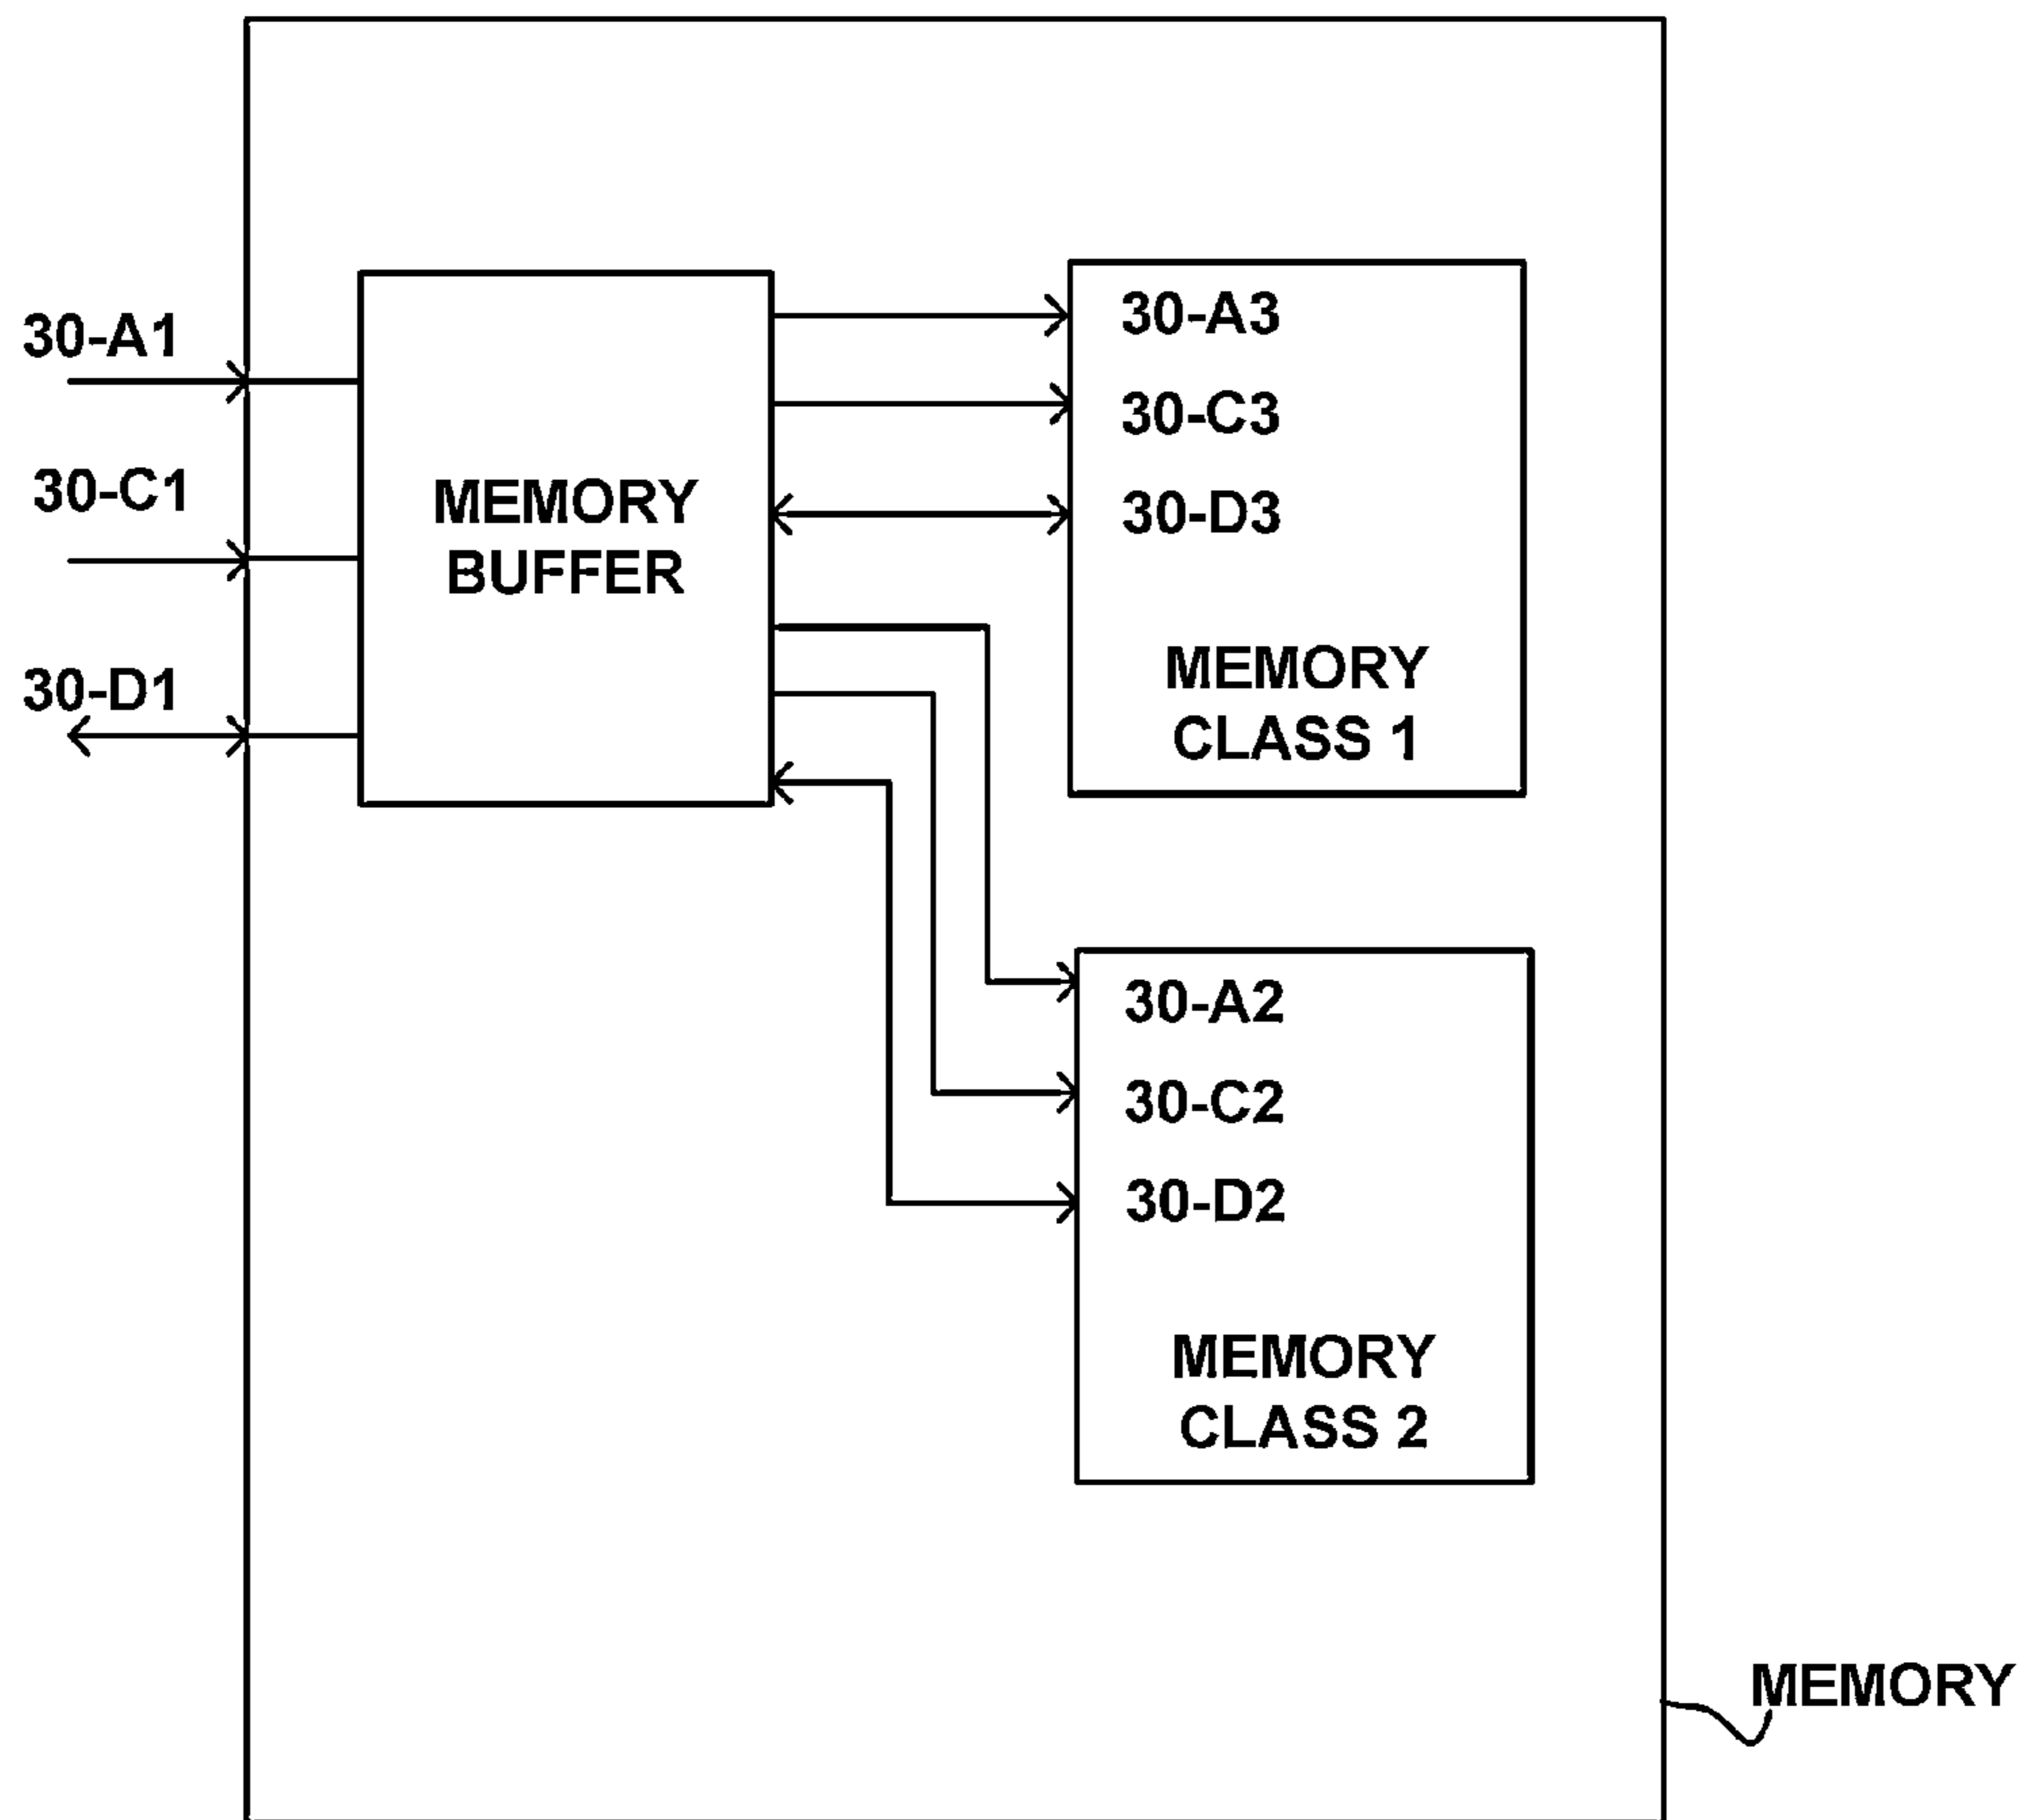 30-A1
30-C1
30-D1
MEMORY
BUFFER
30-A3
30-C3
30-D3
MEMORY
CLASS 1
30-A2
30-C2
30-D2
MEMORY
CLASS 2
MEMORY